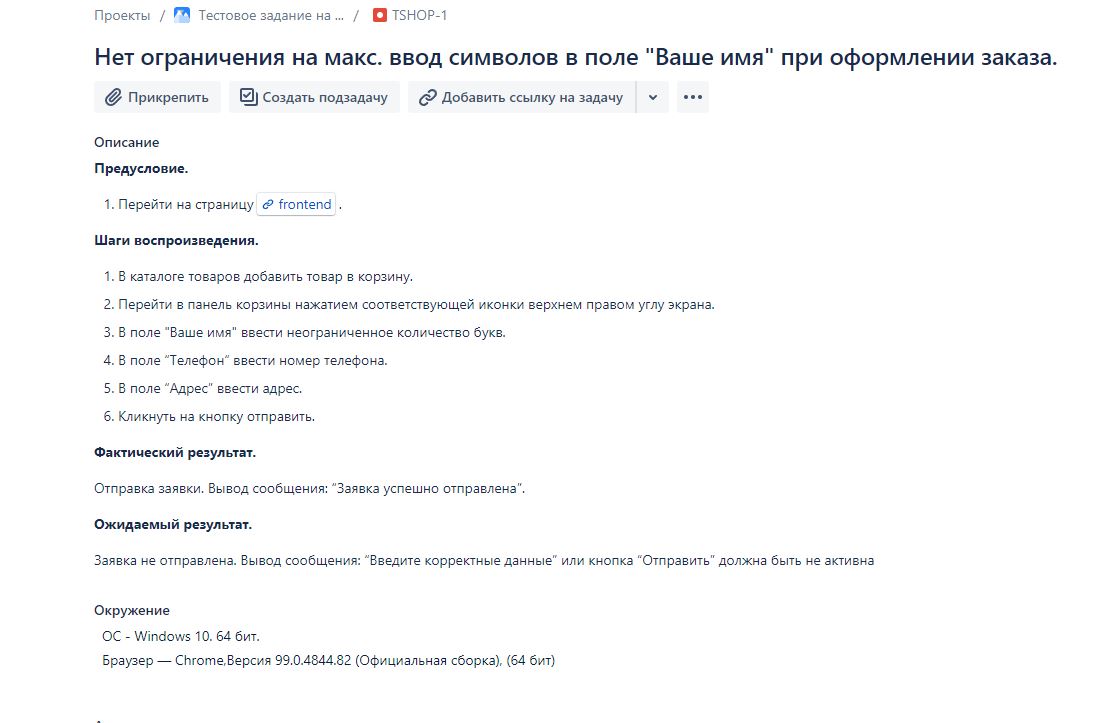 Проекты / Тестовое задание на ... / TSHOP-1
Нет ограничения на макс. ввод символов в поле "Ваше имя" при оформлении заказа.
Прикрепить Создать подзадачу Добавить ссылку на задачу
Описание
Предусловие.
1. Перейти на страницу frontend .
Шаги воспроизведения.
1. В каталоге товаров добавить товар в корзину.
2. Перейти в панель корзины нажатием соответствующей иконки верхнем правом углу экрана.
3. В поле "Ваше имя" ввести неограниченное количество букв.
4. В поле “Телефон” ввести номер телефона.
5. В поле “Адрес” ввести адрес.
6. Кликнуть на кнопку отправить.
Фактический результат.
Отправка заявки. Вывод сообщения: “Заявка успешно отправлена”.
Ожидаемый результат.
Заявка не отправлена. Вывод сообщения: “Введите корректные данные” или кнопка “Отправить” должна быть не активна
Окружение
ОС - Windows 10. 64 бит.
Браузер — Chrome,Версия 99.0.4844.82 (Официальная сборка), (64 бит)